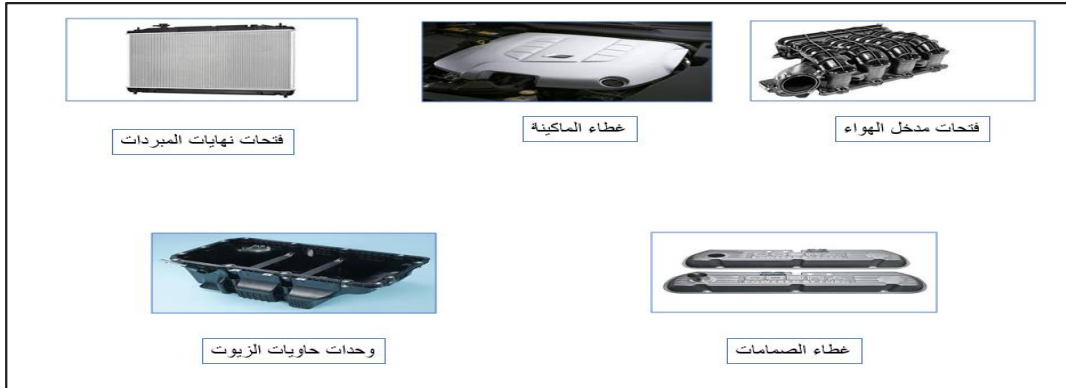 فتحات مدخل الهواء
غطاء الماكينة
فتحات نهايات المبردات
غطاء الصمامات
وحدات حاويات الزيوت